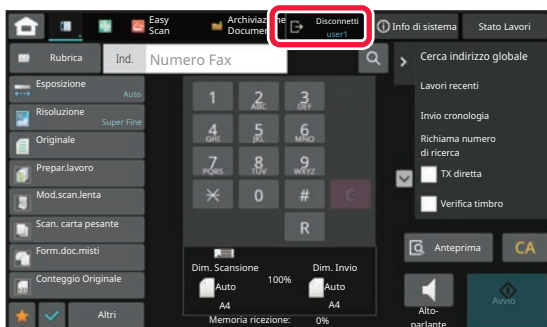 Easy
Scan
Archiviazione
Documenti
Disconnetti
user1
Info di sistema
Stato Lavori
Rubrica
Ind.
Numero Fax
Cerca indirizzo globale
Esposizione
Auto
Risoluzione
Super Fine
Originale
Prepar.lavoro
Mod.scan.lenta
Scan. carta pesante
Form.doc.misti
Conteggio Originale
Altri
1
2
ABC
3
DEF
4
GHI
5
JKL
6
MNO
7
PQRS
8
TUV
9
WXYZ
0
#
C
R
Dim. Scansione
100%
Dim. Invio
Auto
Auto
A4
A4
Memoria ricezione:
0%
Lavori recenti
Invio cronologia
Richiama numero
di ricerca
TX diretta
Verifica timbro
Anteprima
CA
Alto-
parlante
Avvio